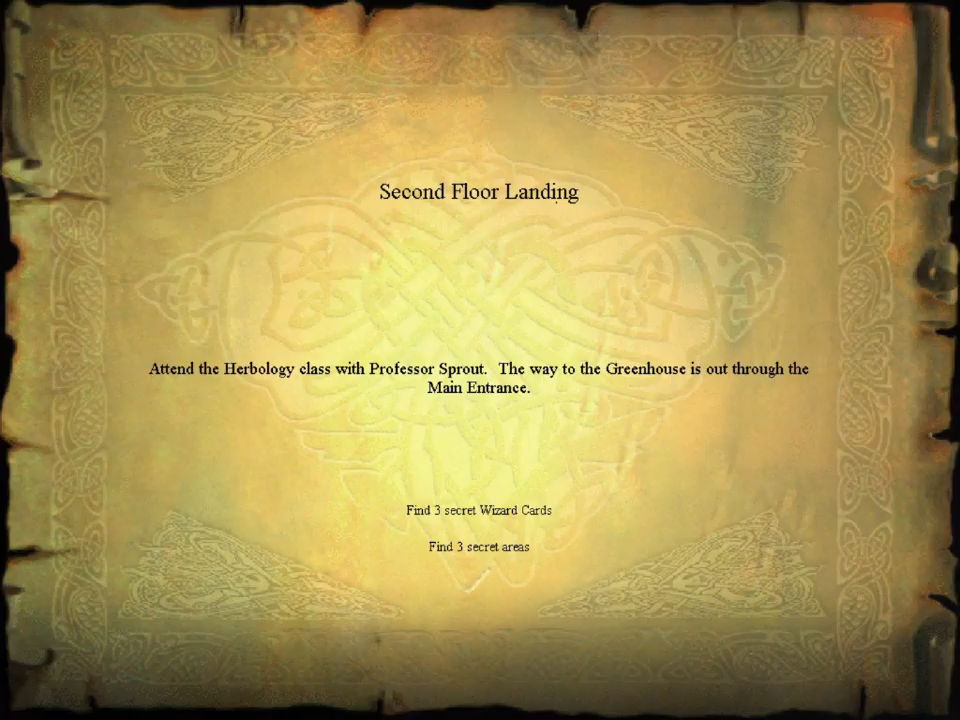 Second Floor Landing
Attend the Herbology class with Professor Sprout.  The way to the Greenhouse is out through the
Main Entrance.
Find 3 secret Wizard Cards
Find 3 secret areas